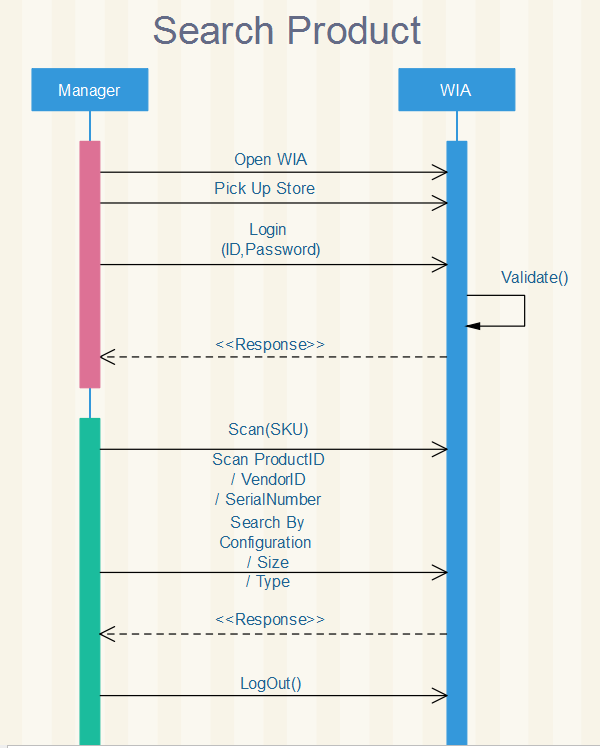 Search Product
Manager
WIA
Open WIA
Pick Up Store
Login
(ID,Password)
Validate()
<<Response>>
Scan(SKU)
Scan ProductID
/ VendorID
/ SerialNumber
Search By
Configuration
/ Size
/ Type
<<Response>>
LogOut()